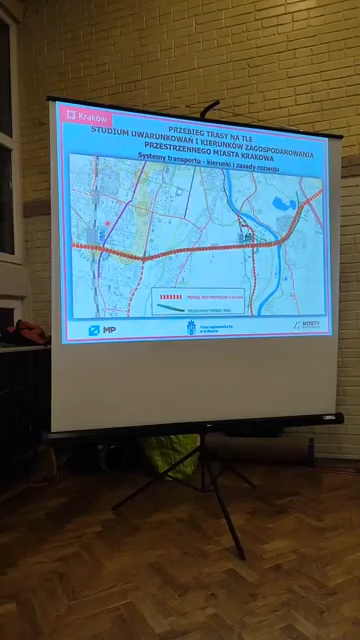 Kraków
PRZEBIEG TRASY NA TLE
STUDIUM UWARUNKOWAŃ I KIERUNKÓW ZAGOSPODAROWANIA
PRZESTRZENNEGO MIASTA KRAKOWA
Systemy transportu - kierunki i zasady rozwoju
MP
MOSTY